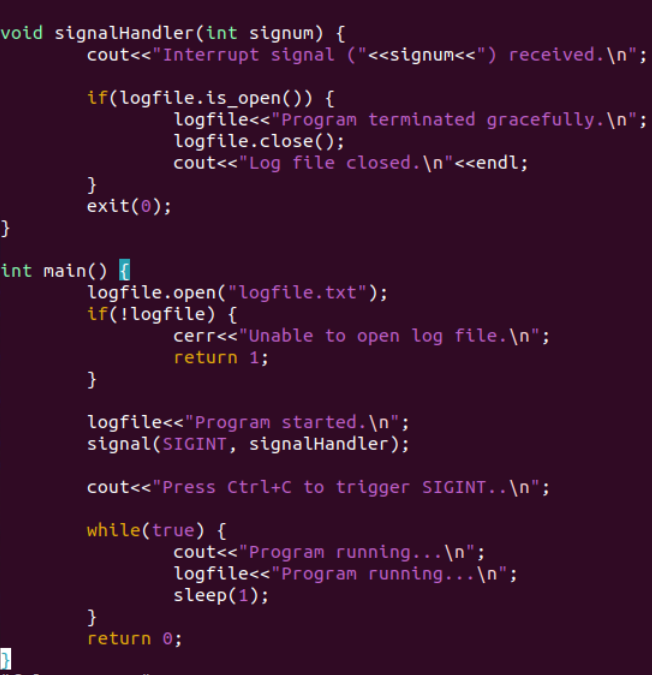 void signalHandler(int signum) {
        cout<<"Interrupt signal ("<<signum<<") received.\n";

        if(logfile.is_open()) {
                logfile<<"Program terminated gracefully.\n";
                logfile.close();
                cout<<"Log file closed.\n"<<endl;
        }
        exit(0);
}

int main() {
        logfile.open("logfile.txt");
        if(!logfile) {
                cerr<<"Unable to open log file.\n";
                return 1;
        }

        logfile<<"Program started.\n";
        signal(SIGINT, signalHandler);

        cout<<"Press Ctrl+C to trigger SIGINT..\n";

        while(true) {
                cout<<"Program running...\n";
                logfile<<"Program running...\n";
                sleep(1);
        }
        return 0;
}